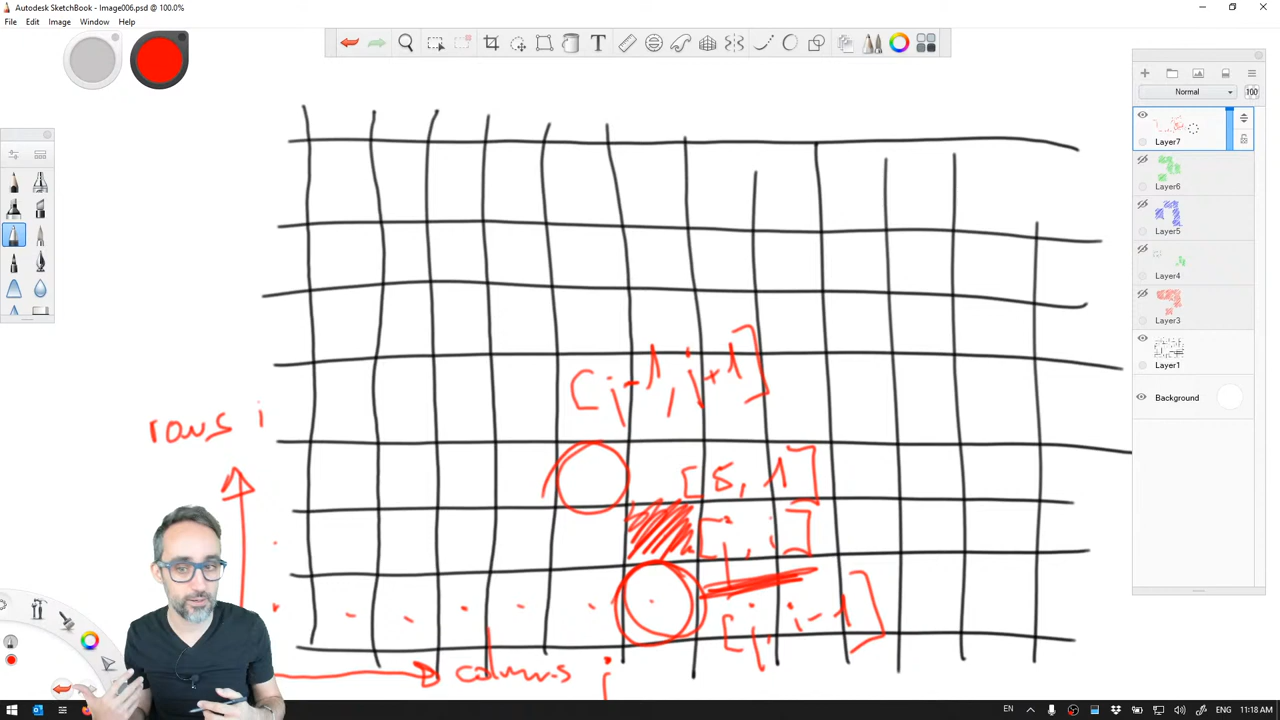 Autodesk SketchBook - Image006.psd @ 100.0%
File Edit Image Window Help
Normal 100
Layer7
Layer6
Layer5
Layer4
Layer3
Layer1
Background
[j-1, j+1]
rows i
[5, 1]
[j, i]
[j, i-1]
columns j
EN 11:18 AM